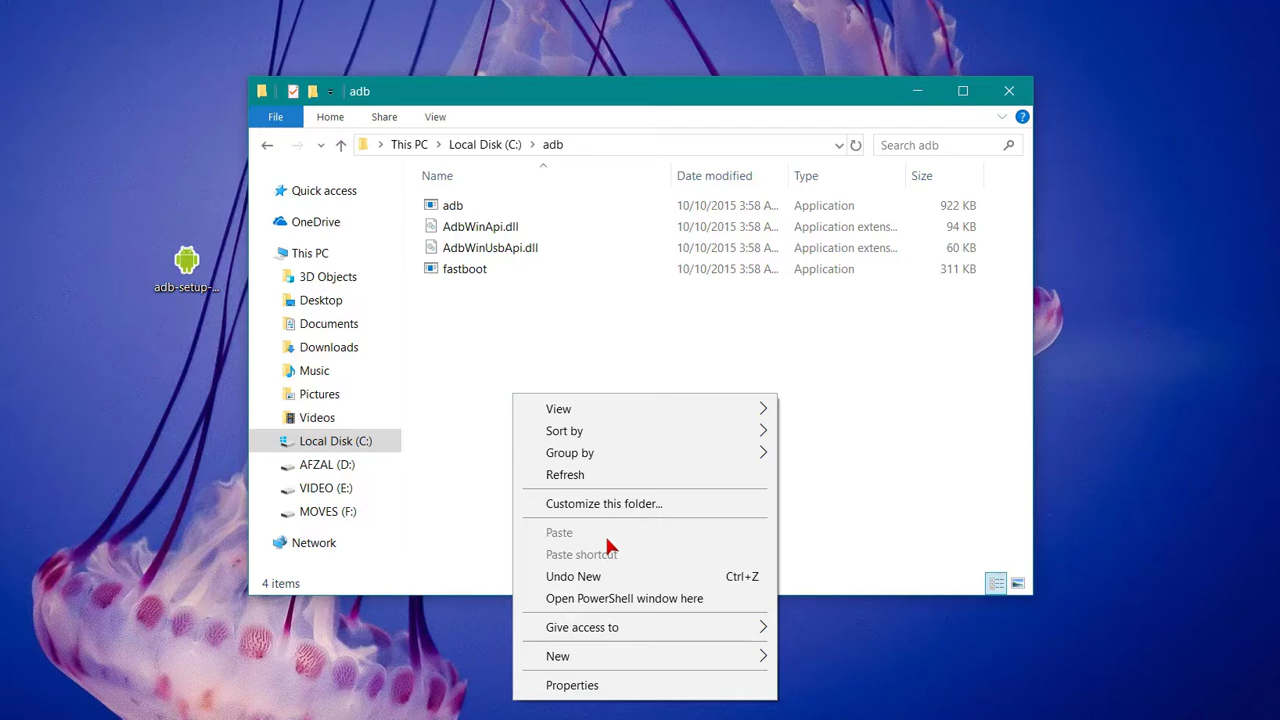 adb
File Home Share View
This PC Local Disk (C:) adb
Search adb
Name Date modified Type Size
adb 10/10/2015 3:58 A... Application 922 KB
AdbWinApi.dll 10/10/2015 3:58 A... Application extens... 94 KB
AdbWinUsbApi.dll 10/10/2015 3:58 A... Application extens... 60 KB
fastboot 10/10/2015 3:58 A... Application 311 KB
Quick access
OneDrive
This PC
3D Objects
Desktop
Documents
Downloads
Music
Pictures
Videos
Local Disk (C:)
AFZAL (D:)
VIDEO (E:)
MOVES (F:)
Network
4 items
adb-setup-...
View
Sort by
Group by
Refresh
Customize this folder...
Paste
Paste shortcut
Undo New Ctrl+Z
Open PowerShell window here
Give access to
New
Properties